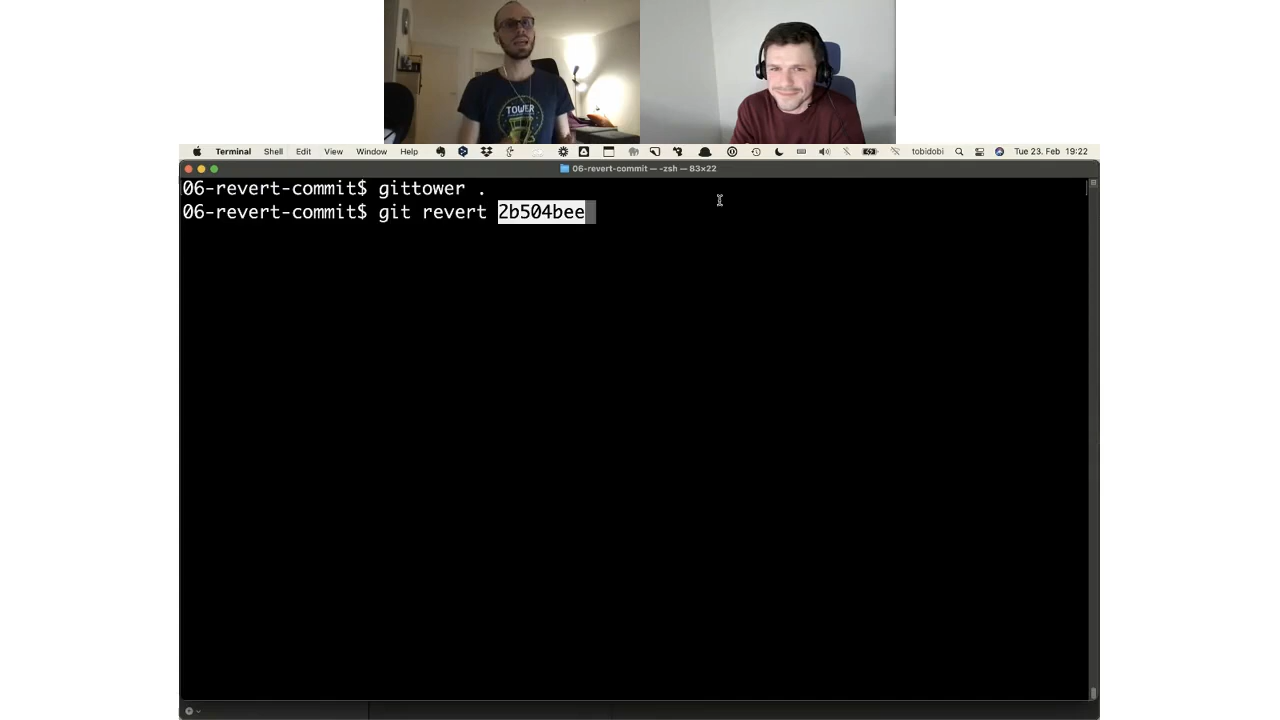 TOWER
Terminal Shell Edit View Window Help tobidobi Tue 23. Feb 19:22
06-revert-commit — -zsh — 83×22
06-revert-commit$ gittower .
06-revert-commit$ git revert 2b504bee